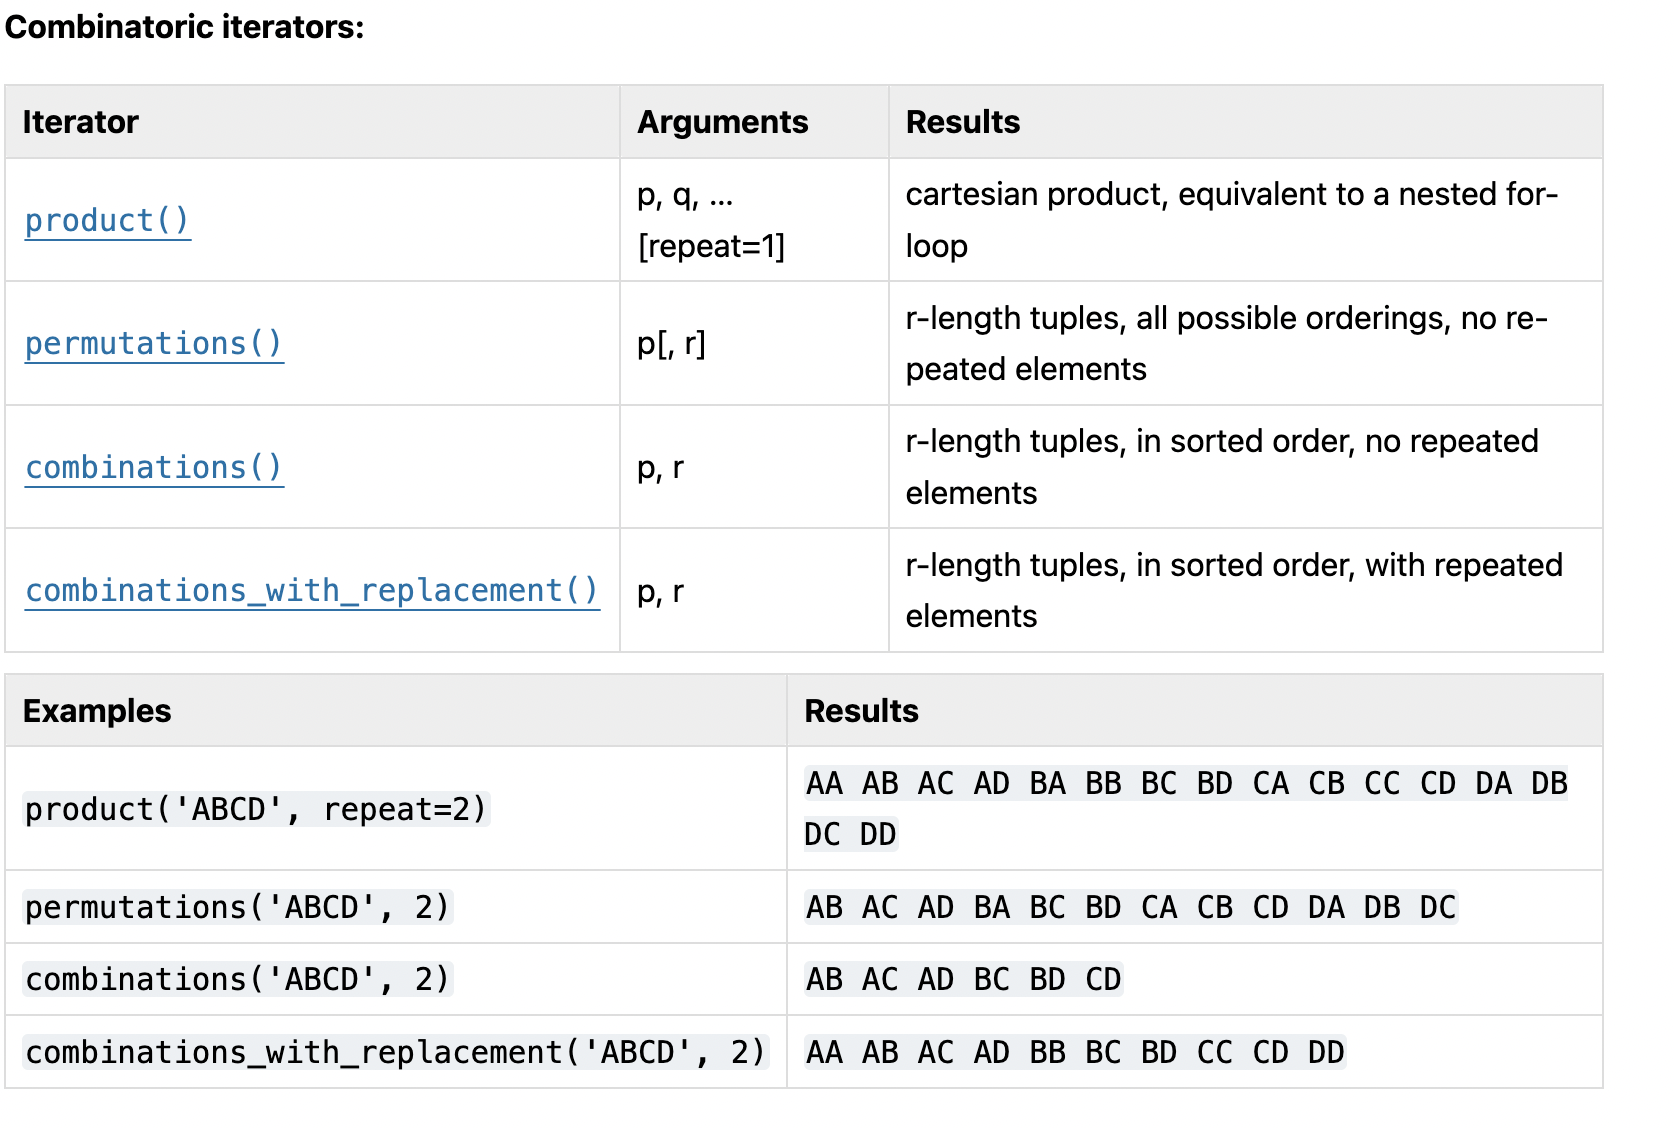 Combinatoric iterators:
Iterator Arguments Results
product() p, q, … [repeat=1] cartesian product, equivalent to a nested for-
loop
permutations() p[, r] r-length tuples, all possible orderings, no re-
peated elements
combinations() p, r r-length tuples, in sorted order, no repeated
elements
combinations_with_replacement() p, r r-length tuples, in sorted order, with repeated
elements
Examples Results
product('ABCD', repeat=2) AA AB AC AD BA BB BC BD CA CB CC CD DA DB
DC DD
permutations('ABCD', 2) AB AC AD BA BC BD CA CB CD DA DB DC
combinations('ABCD', 2) AB AC AD BC BD CD
combinations_with_replacement('ABCD', 2) AA AB AC AD BB BC BD CC CD DD